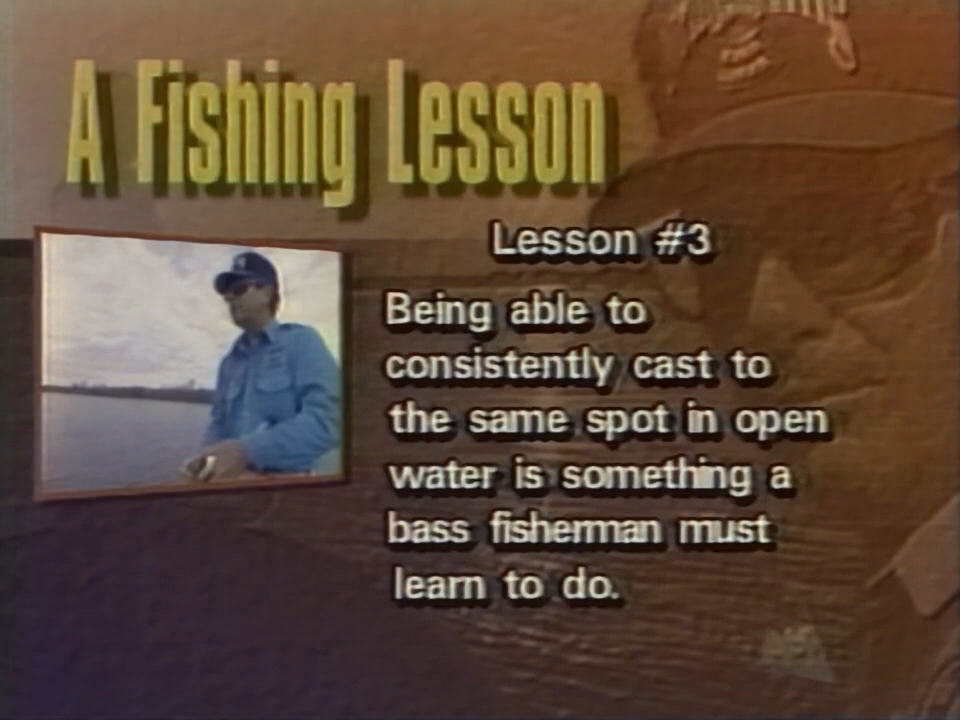 A Fishing Lesson
Lesson #3
Being able to
consistently cast to
the same spot in open
water is something a
bass fisherman must
learn to do.